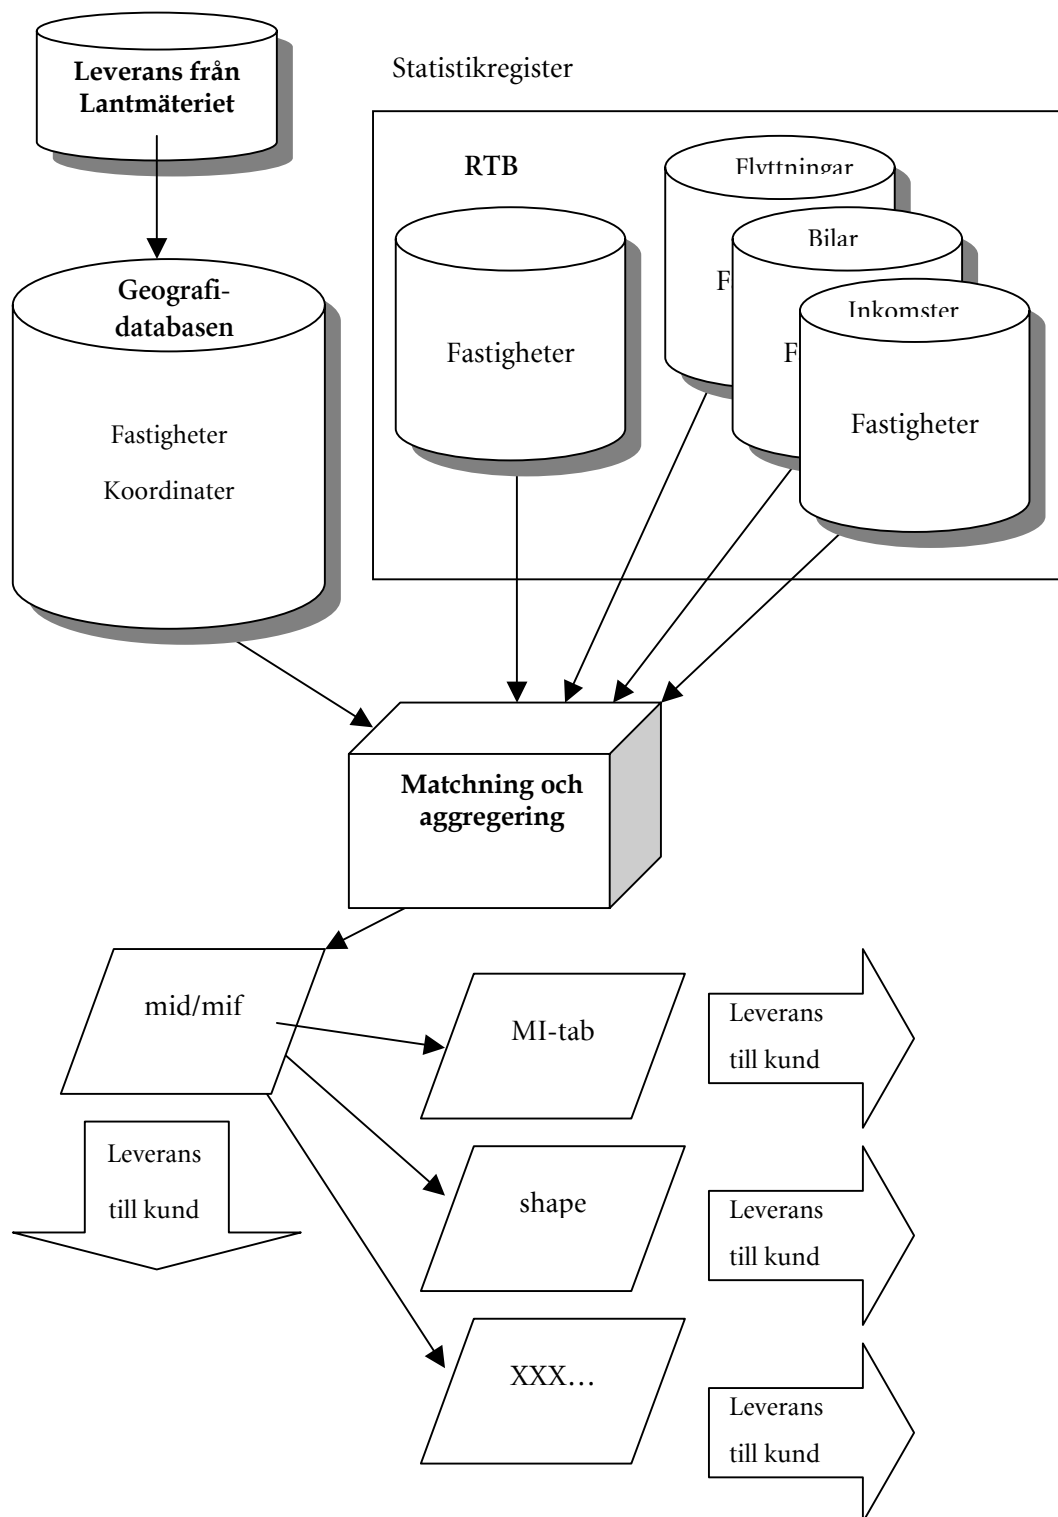 Leverans från
Lantmäteriet
Statistikregister
RTB
Flyttningar
Bilar
Inkomster
Geografi-
databasen
Fastigheter
Koordinater
Fastigheter
F
F
Fastigheter
Matchning och
aggregering
mid/mif
MI-tab
Leverans
till kund
Leverans
till kund
shape
Leverans
till kund
XXX…
Leverans
till kund